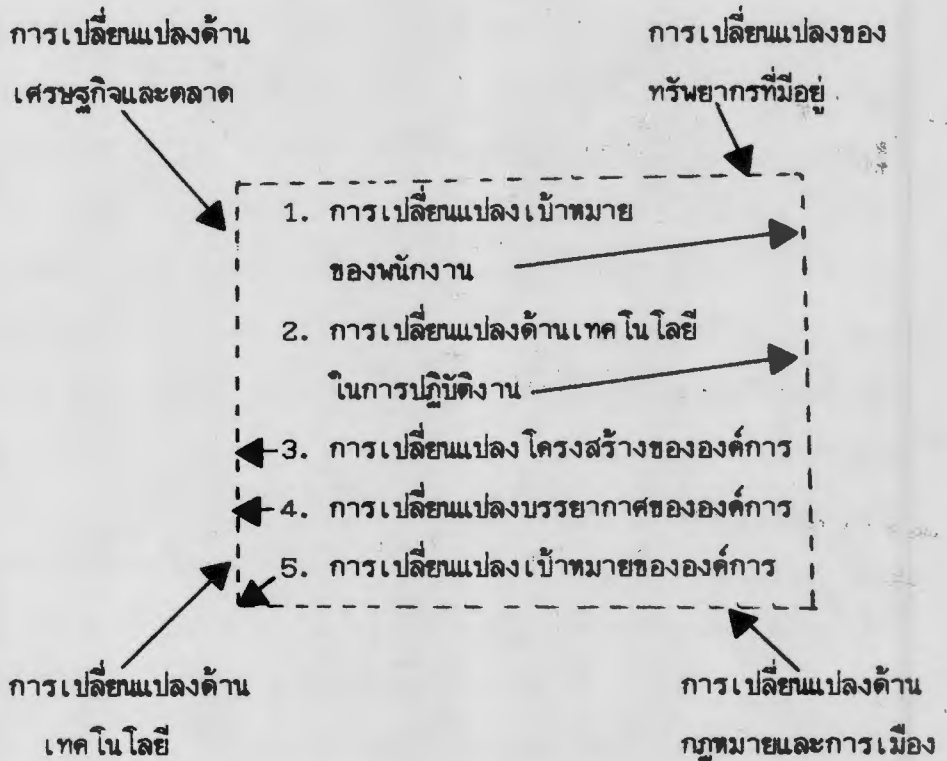 การเปลี่ยนแปลงด้าน
เศรษฐกิจและตลาด
การเปลี่ยนแปลงของ
ทรัพยากรที่มีอยู่
1. การเปลี่ยนแปลงเป้าหมาย
ของพนักงาน
2. การเปลี่ยนแปลงด้านเทคโนโลยี
ในการปฏิบัติงาน
3. การเปลี่ยนแปลงโครงสร้างขององค์การ
4. การเปลี่ยนแปลงบรรยากาศขององค์การ
5. การเปลี่ยนแปลงเป้าหมายขององค์การ
การเปลี่ยนแปลงด้าน
เทคโนโลยี
การเปลี่ยนแปลงด้าน
กฎหมายและการเมือง